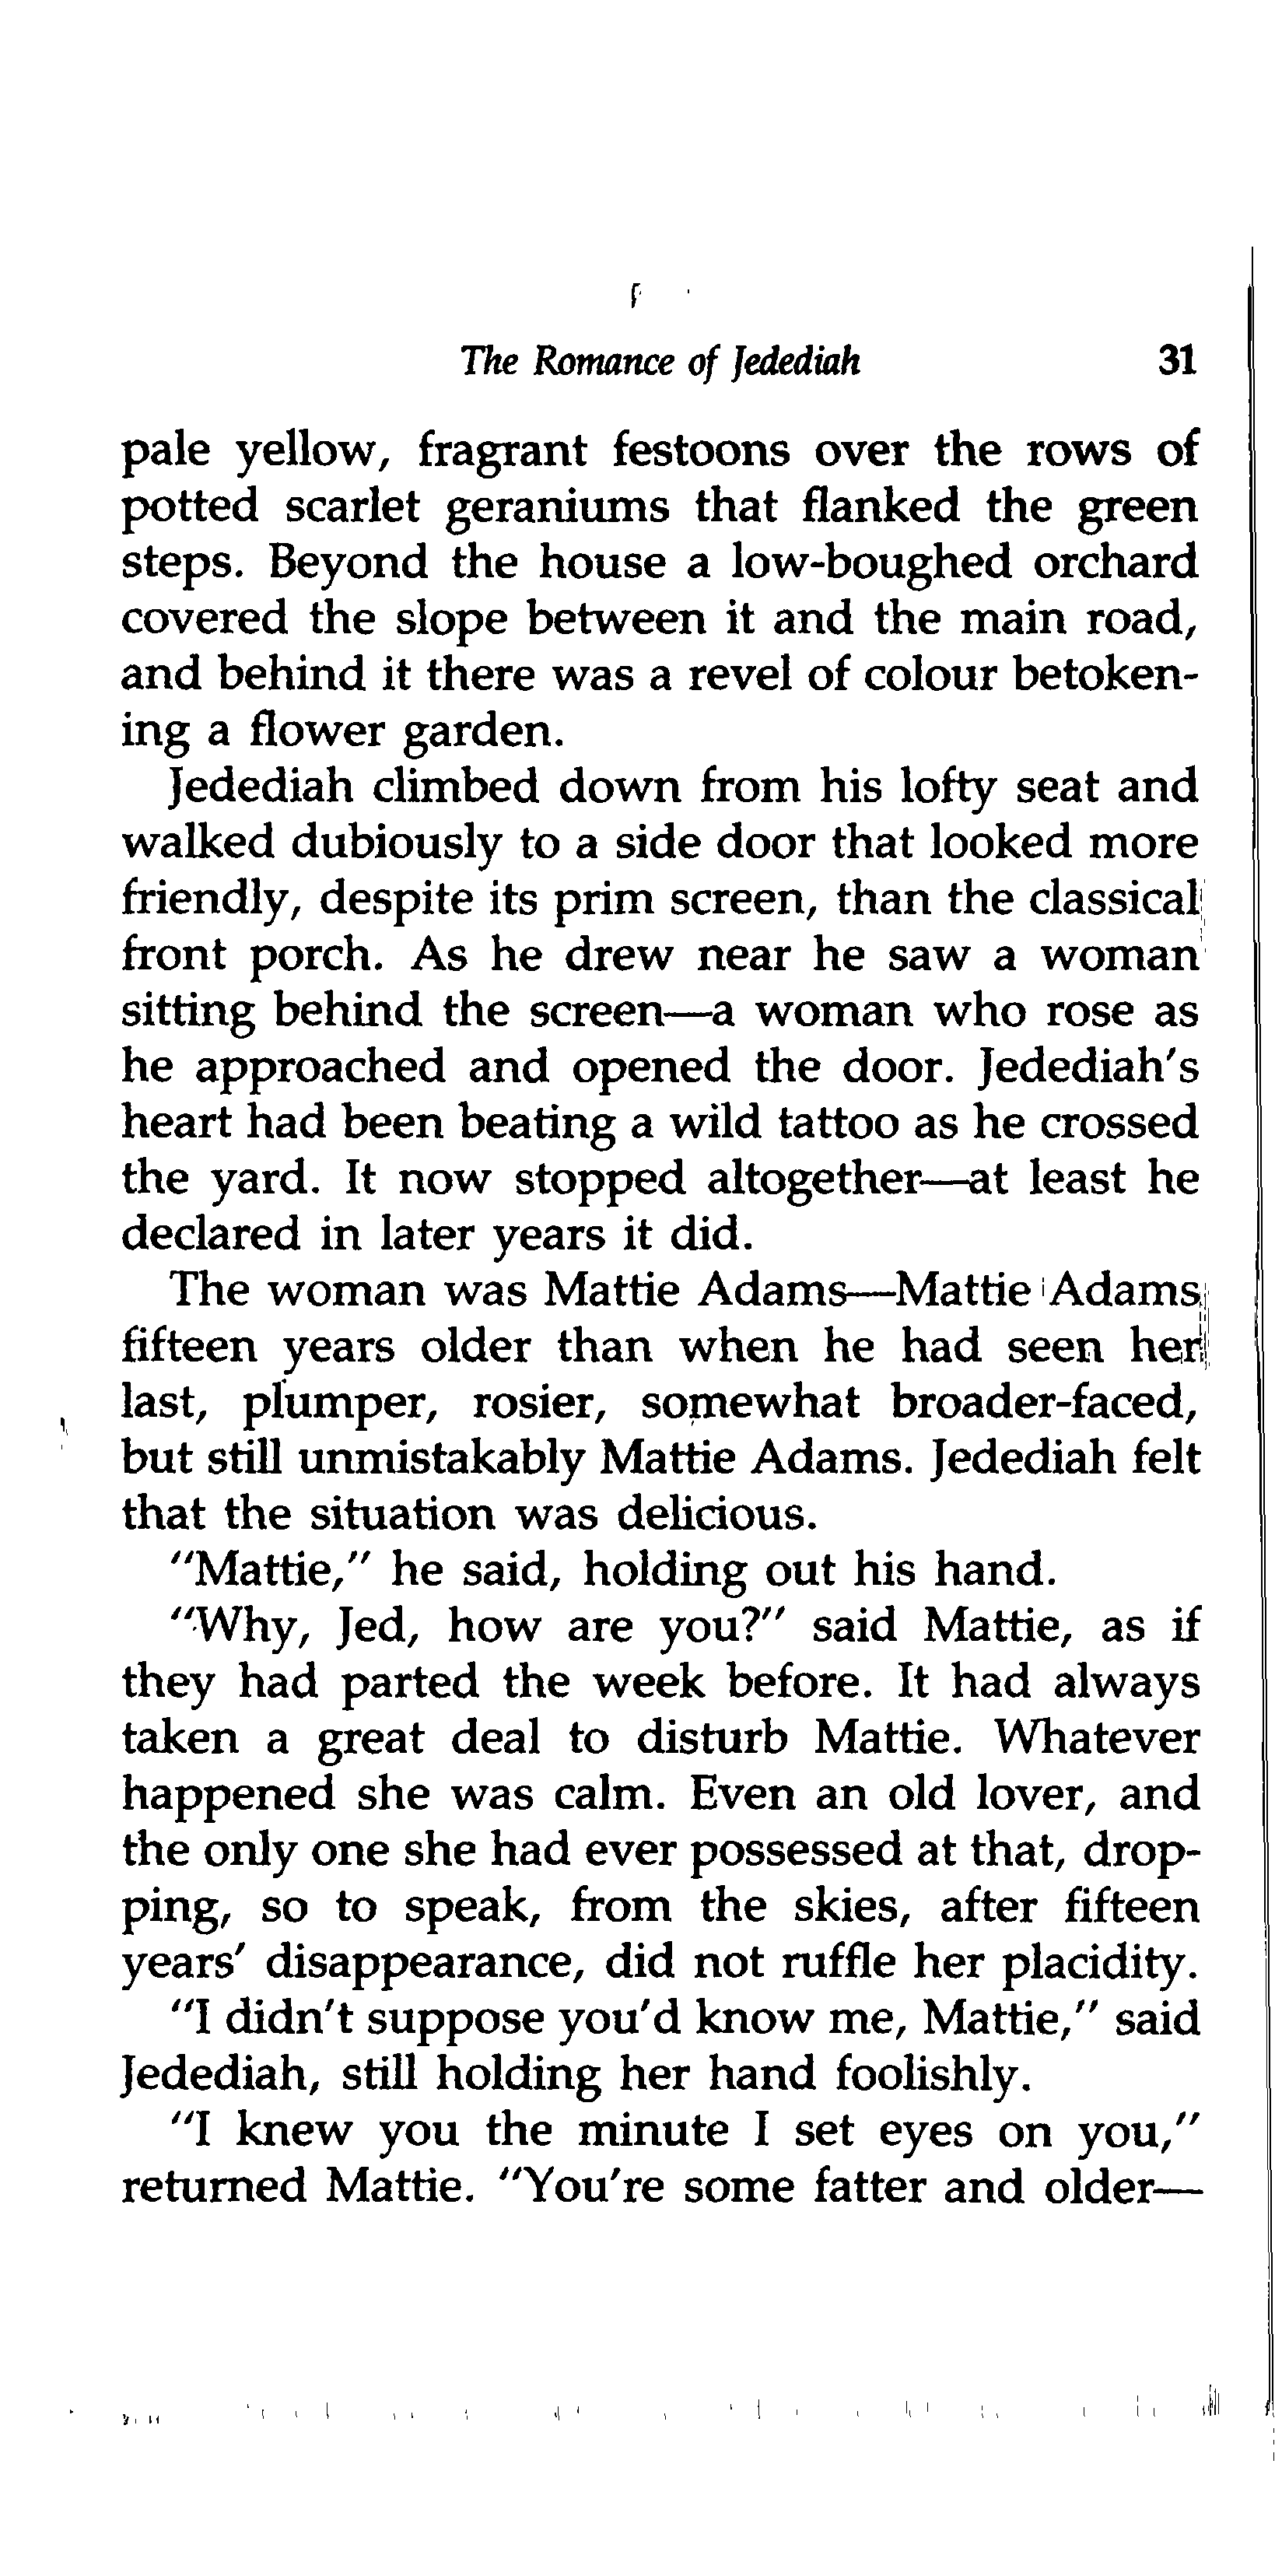 The Romance of Jedediah 31
pale yellow, fragrant festoons over the rows of
potted scarlet geraniums that flanked the green
steps. Beyond the house a low-boughed orchard
covered the slope between it and the main road,
and behind it there was a revel of colour betoken-
ing a flower garden.
Jedediah climbed down from his lofty seat and
walked dubiously to a side door that looked more
friendly, despite its prim screen, than the classical
front porch. As he drew near he saw a woman
sitting behind the screen—a woman who rose as
he approached and opened the door. Jedediah's
heart had been beating a wild tattoo as he crossed
the yard. It now stopped altogether—at least he
declared in later years it did.
The woman was Mattie Adams—Mattie Adams
fifteen years older than when he had seen her
last, plumper, rosier, somewhat broader-faced,
but still unmistakably Mattie Adams. Jedediah felt
that the situation was delicious.
"Mattie," he said, holding out his hand.
"Why, Jed, how are you?" said Mattie, as if
they had parted the week before. It had always
taken a great deal to disturb Mattie. Whatever
happened she was calm. Even an old lover, and
the only one she had ever possessed at that, drop-
ping, so to speak, from the skies, after fifteen
years' disappearance, did not ruffle her placidity.
"I didn't suppose you'd know me, Mattie," said
Jedediah, still holding her hand foolishly.
"I knew you the minute I set eyes on you,"
returned Mattie. "You're some fatter and older—